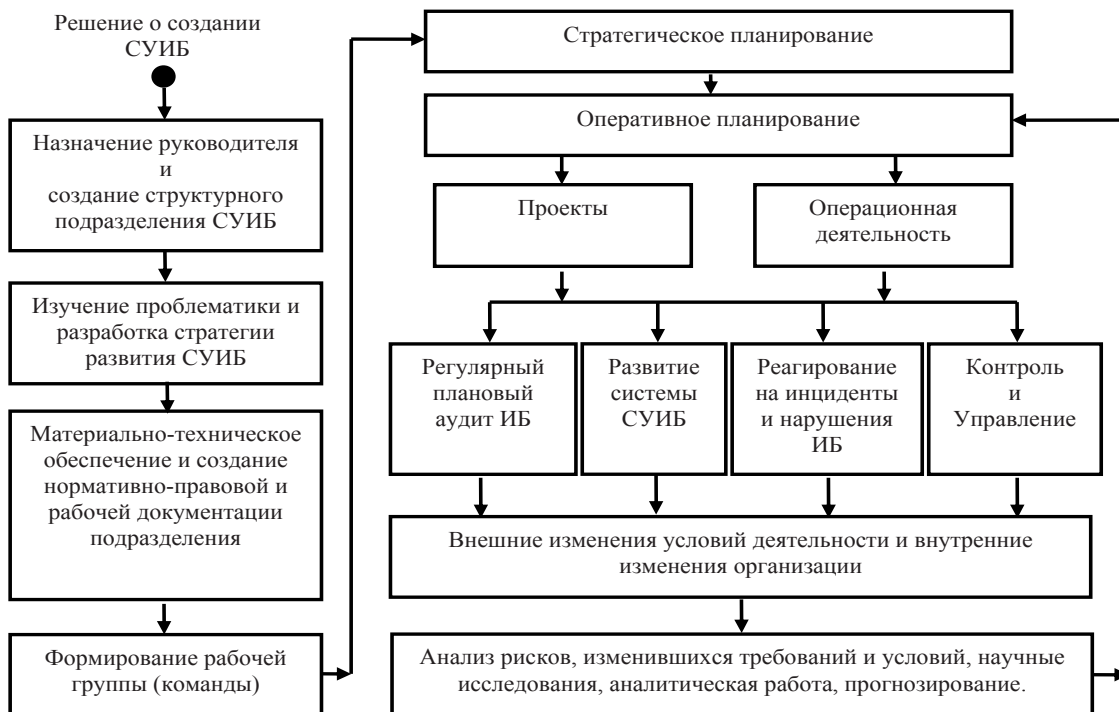 Решение о создании
СУИБ
Назначение руководителя
и
создание структурного
подразделения СУИБ
Изучение проблематики и
разработка стратегии
развития СУИБ
Материально-техническое
обеспечение и создание
нормативно-правовой и
рабочей документации
подразделения
Формирование рабочей
группы (команды)
Стратегическое планирование
Оперативное планирование
Проекты
Операционная
деятельность
Регулярный
плановый
аудит ИБ
Развитие
системы
СУИБ
Реагирование
на инциденты
и нарушения
ИБ
Контроль
и
Управление
Внешние изменения условий деятельности и внутренние
изменения организации
Анализ рисков, изменившихся требований и условий, научные
исследования, аналитическая работа, прогнозирование.